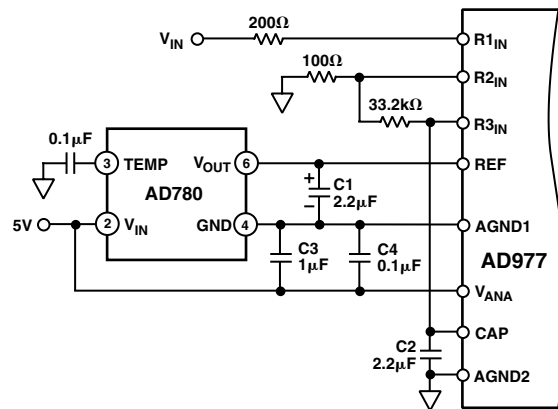 200Ω
V_IN
R1_IN
100Ω
R2_IN
33.2kΩ
R3_IN
0.1µF
3 TEMP
V_OUT 6
REF
AD780
+
C1
2.2µF
−
5V
2 V_IN
GND 4
AGND1
C3
1µF
C4
0.1µF
AD977
V_ANA
CAP
C2
2.2µF
AGND2